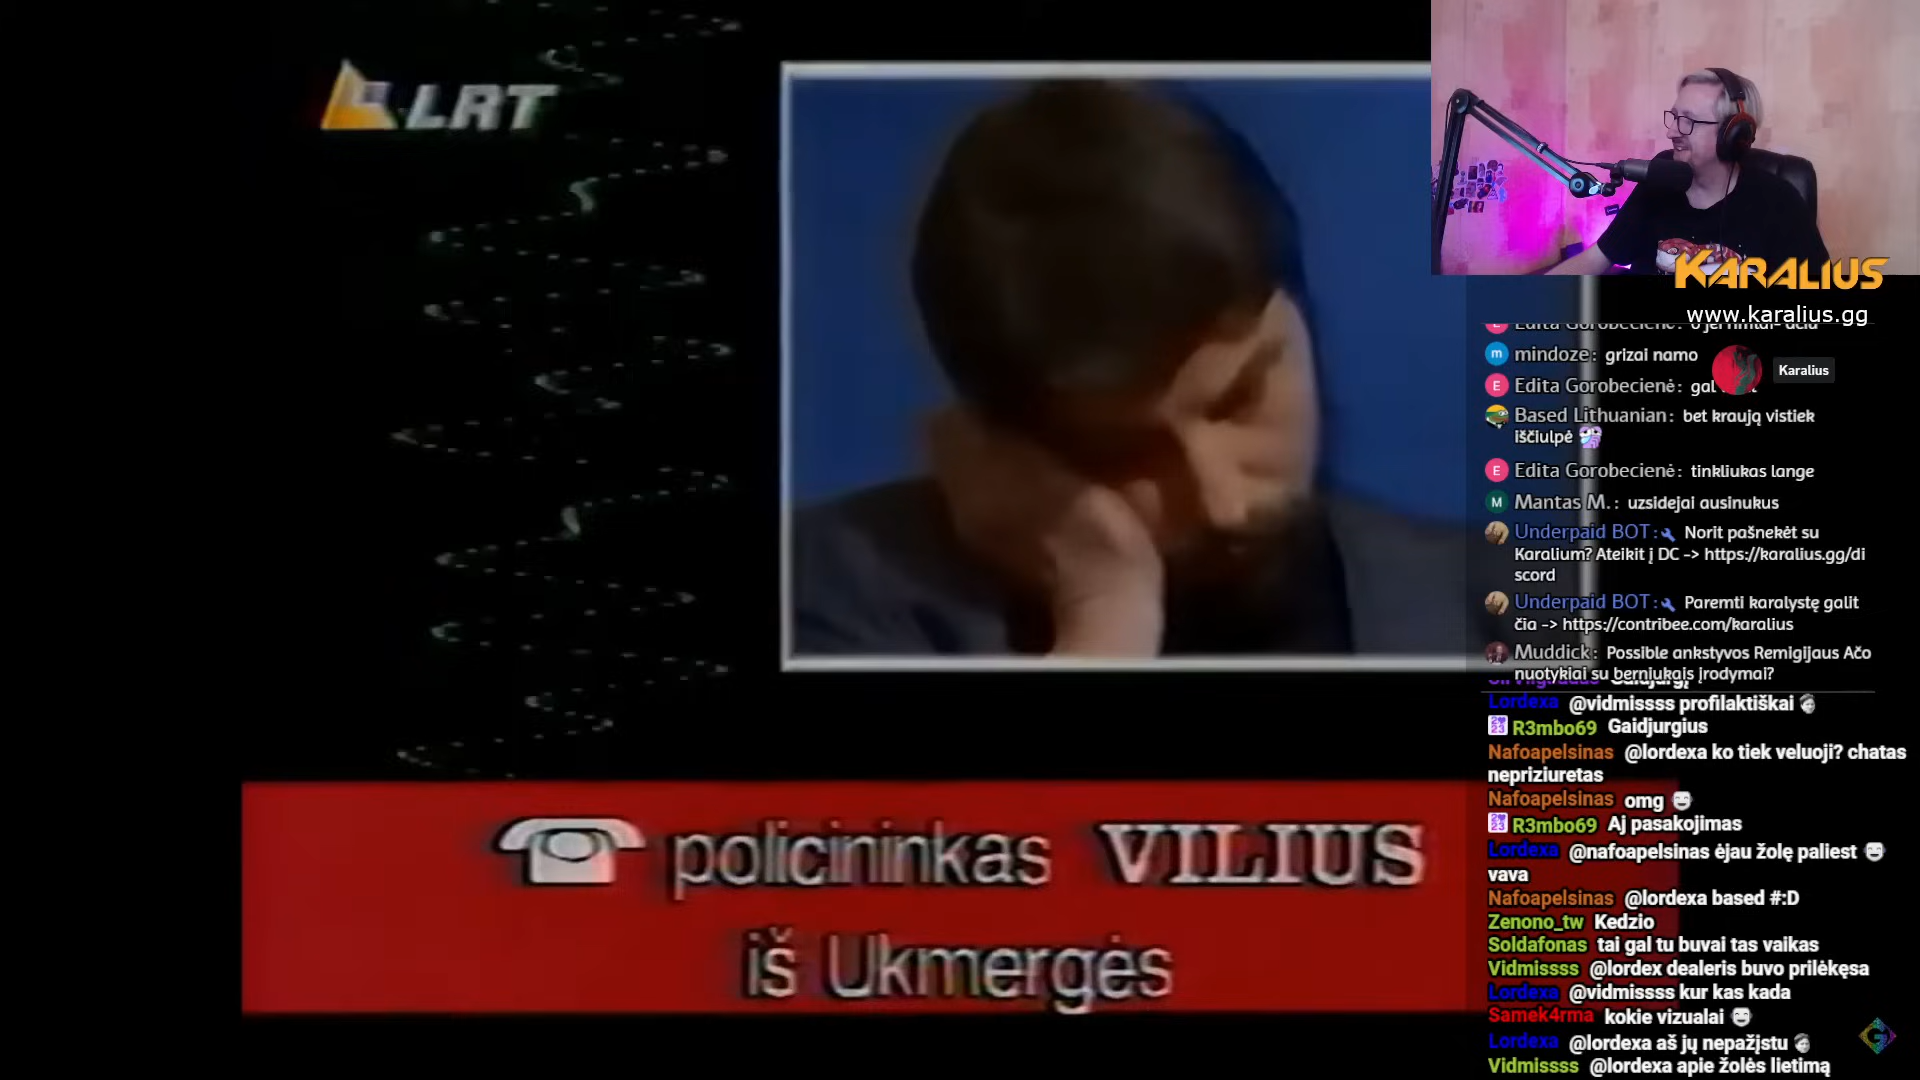 LRT
policininkas VILIUS
iš Ukmergės
KARALIUS
www.karalius.gg
mindoze: grizai namo
Karalius
Edita Gorobecienė: gal
Based Lithuanian: bet kraują vistiek
iščiulpė
Edita Gorobecienė: tinkliukas lange
Mantas M.: uzsidejai ausinukus
Underpaid BOT: Norit pašnekėt su
Karalium? Ateikit į DC -> https://karalius.gg/di
scord
Underpaid BOT: Paremti karalystę galit
čia -> https://contribee.com/karalius
Muddick: Possible ankstyvos Remigijaus Ačo
nuotykiai su berniukais įrodymai?
Lordexa @vidmissss profilaktiškai
R3mbo69 Gaidjurgius
Nafoapelsinas @lordexa ko tiek veluoji? chatas
nepriziuretas
Nafoapelsinas omg
R3mbo69 Aj pasakojimas
Lordexa @nafoapelsinas ėjau žolę paliest
vava
Nafoapelsinas @lordexa based #:D
Zenono_tw Kedzio
Soldafonas tai gal tu buvai tas vaikas
Vidmissss @lordex dealeris buvo prilėkęsa
Lordexa @vidmissss kur kas kada
Samek4rma kokie vizualai
Lordexa @lordexa aš jų nepažįstu
Vidmissss @lordexa apie žolės lietimą